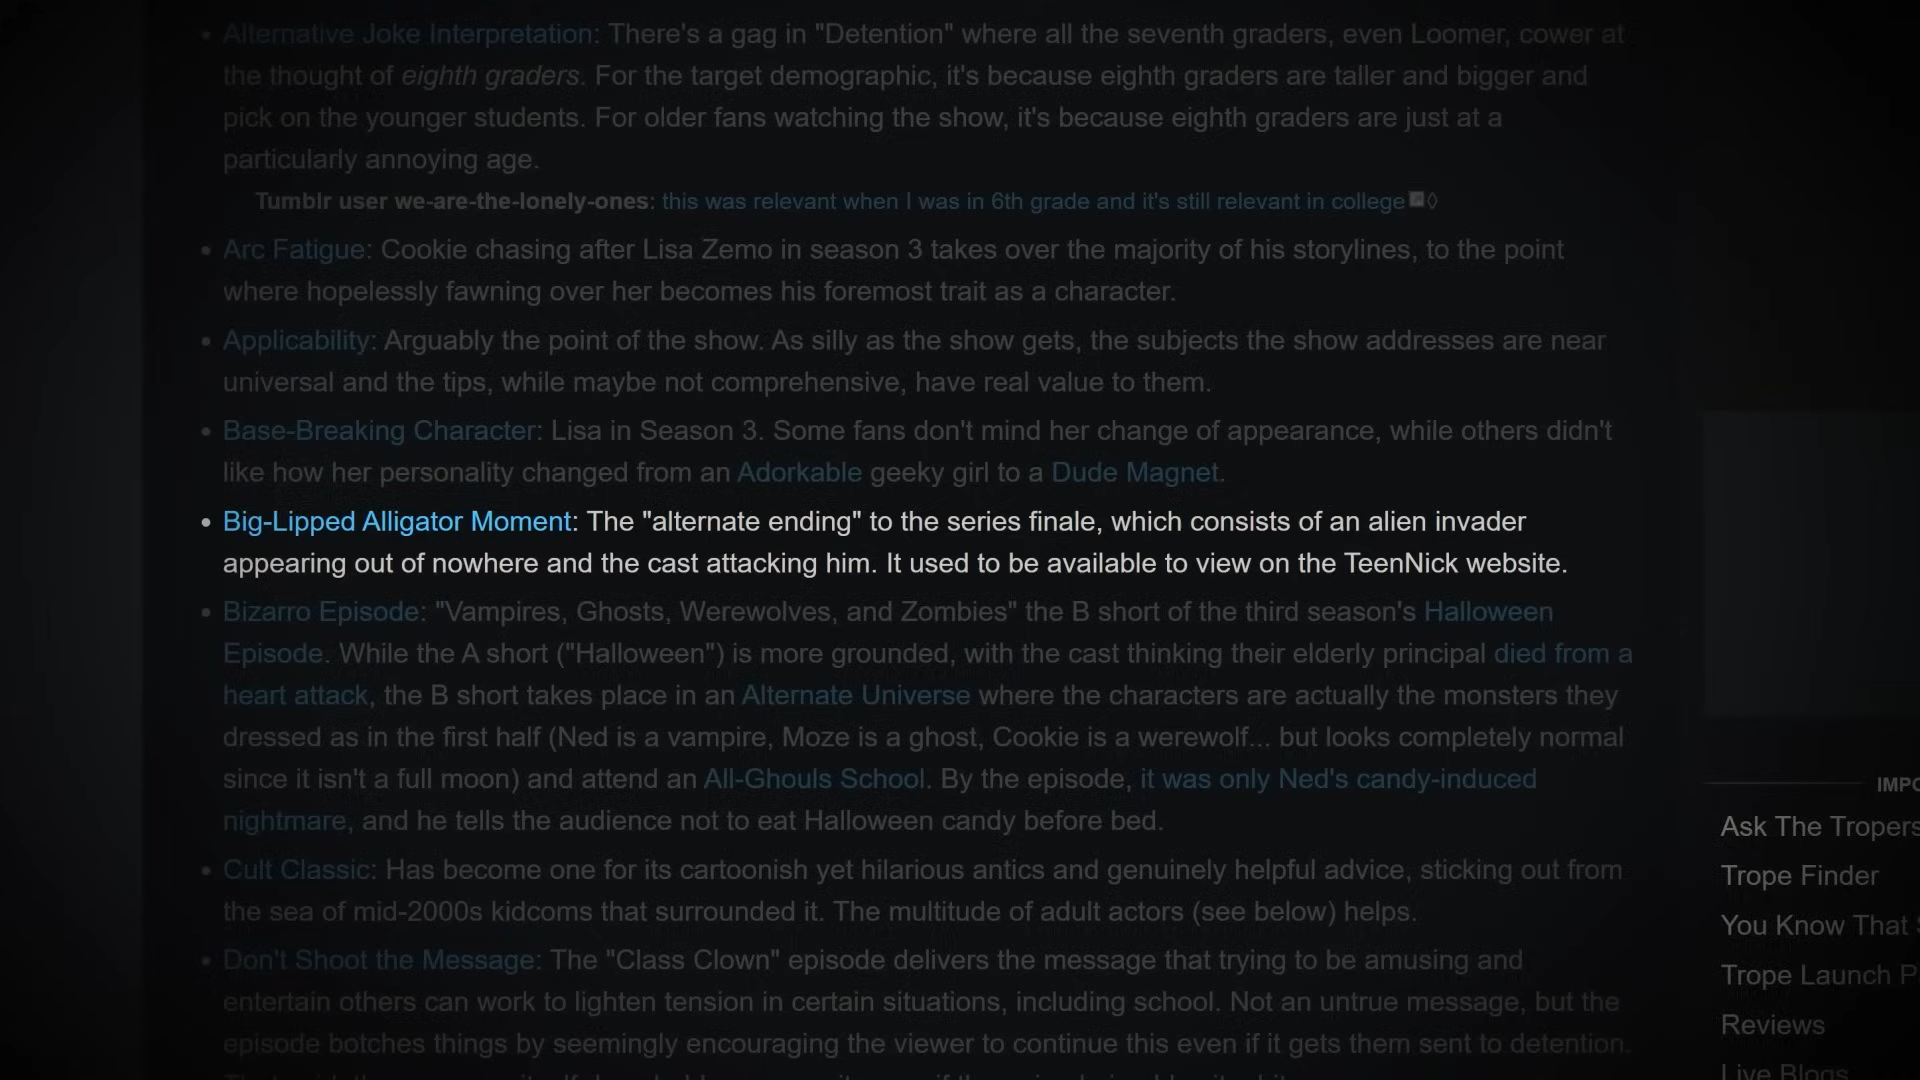 • Alternative Joke Interpretation: There's a gag in "Detention" where all the seventh graders, even Loomer, cower at
the thought of eighth graders. For the target demographic, it's because eighth graders are taller and bigger and
pick on the younger students. For older fans watching the show, it's because eighth graders are just at a
particularly annoying age.
Tumblr user we-are-the-lonely-ones: this was relevant when I was in 6th grade and it's still relevant in college
• Arc Fatigue: Cookie chasing after Lisa Zemo in season 3 takes over the majority of his storylines, to the point
where hopelessly fawning over her becomes his foremost trait as a character.
• Applicability: Arguably the point of the show. As silly as the show gets, the subjects the show addresses are near
universal and the tips, while maybe not comprehensive, have real value to them.
• Base-Breaking Character: Lisa in Season 3. Some fans don't mind her change of appearance, while others didn't
like how her personality changed from an Adorkable geeky girl to a Dude Magnet.
• Big-Lipped Alligator Moment: The "alternate ending" to the series finale, which consists of an alien invader
appearing out of nowhere and the cast attacking him. It used to be available to view on the TeenNick website.
• Bizarro Episode: "Vampires, Ghosts, Werewolves, and Zombies" the B short of the third season's Halloween
Episode. While the A short ("Halloween") is more grounded, with the cast thinking their elderly principal died from a
heart attack, the B short takes place in an Alternate Universe where the characters are actually the monsters they
dressed as in the first half (Ned is a vampire, Moze is a ghost, Cookie is a werewolf... but looks completely normal
since it isn't a full moon) and attend an All-Ghouls School. By the episode, it was only Ned's candy-induced
nightmare, and he tells the audience not to eat Halloween candy before bed.
• Cult Classic: Has become one for its cartoonish yet hilarious antics and genuinely helpful advice, sticking out from
the sea of mid-2000s kidcoms that surrounded it. The multitude of adult actors (see below) helps.
• Don't Shoot the Message: The "Class Clown" episode delivers the message that trying to be amusing and
entertain others can work to lighten tension in certain situations, including school. Not an untrue message, but the
episode botches things by seemingly encouraging the viewer to continue this even if it gets them sent to detention.
IMPO
Ask The Tropers
Trope Finder
You Know That
Trope Launch P
Reviews
Live Blogs